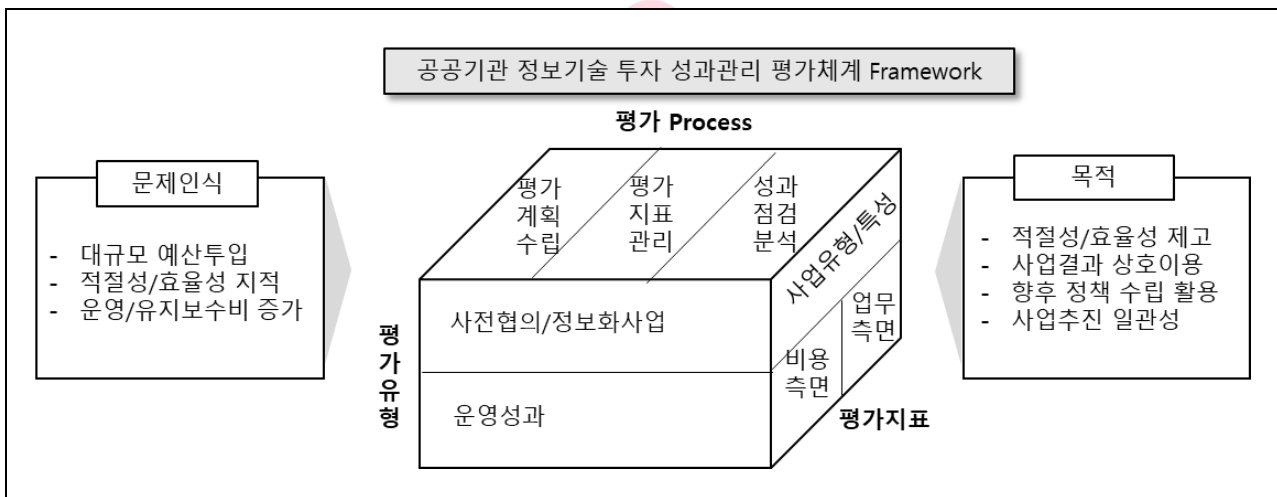 공공기관 정보기술 투자 성과관리 평가체계 Framework
평가 Process
문제인식
- 대규모 예산투입
- 적절성/효율성 지적
- 운영/유지보수비 증가
평가유형
평가
계획
수립
평가
지표
관리
성과
점검
분석
사전협의/정보화사업
운영성과
사업유형/특성
비용
측면
업무
측면
평가지표
목적
- 적절성/효율성 제고
- 사업결과 상호이용
- 향후 정책 수립 활용
- 사업추진 일관성